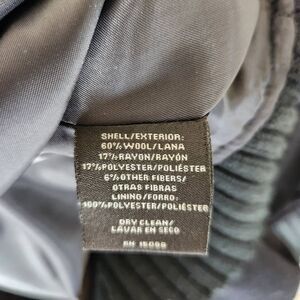 SHELL/EXTERIOR:
60% WOOL/LANA
17% RAYON/RAYÓN
17% POLYESTER/POLIÉSTER
6% OTHER FIBERS/
OTRAS FIBRAS
LINING/FORRO:
100% POLYESTER/POLIÉSTER
DRY CLEAN/
LAVAR EN SECO